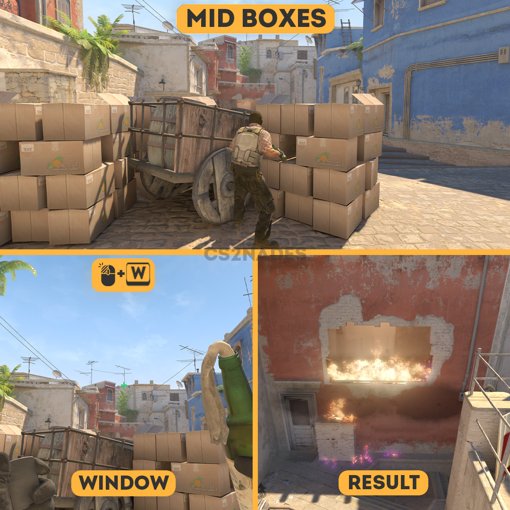 MID BOXES
CS2NADES
+ W
WINDOW
RESULT